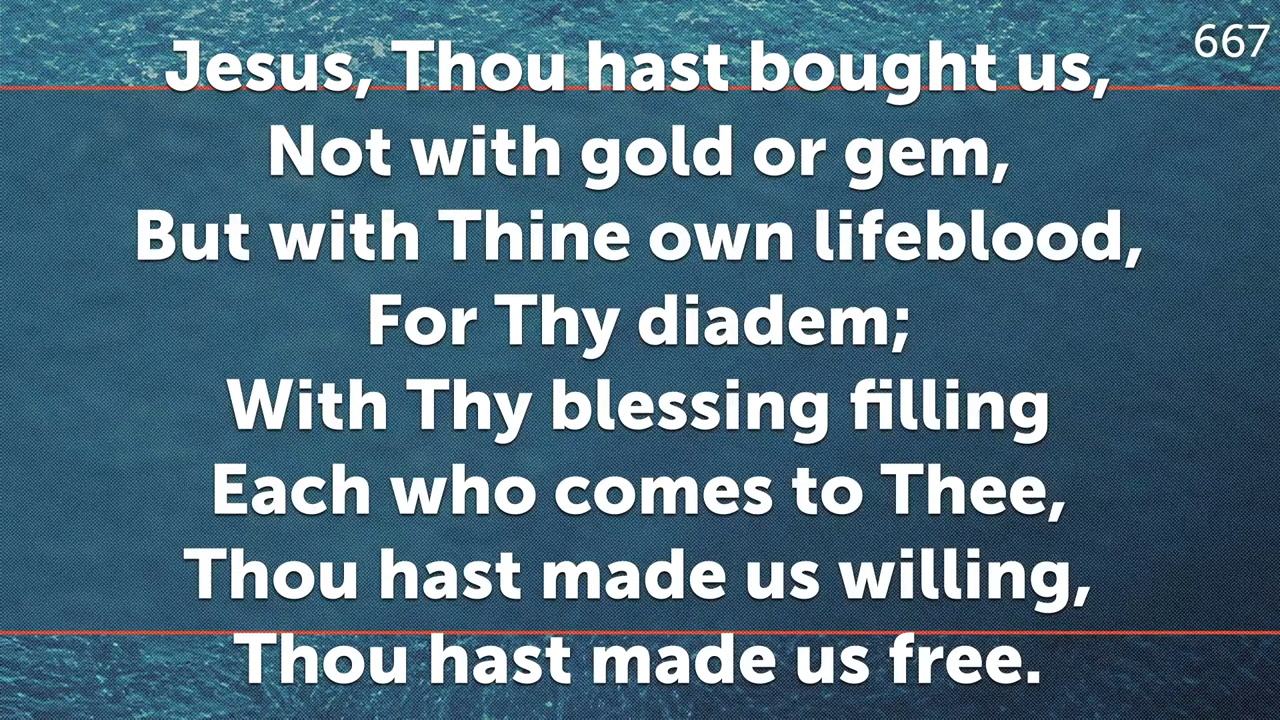 667
Jesus, Thou hast bought us,
Not with gold or gem,
But with Thine own lifeblood,
For Thy diadem;
With Thy blessing filling
Each who comes to Thee,
Thou hast made us willing,
Thou hast made us free.